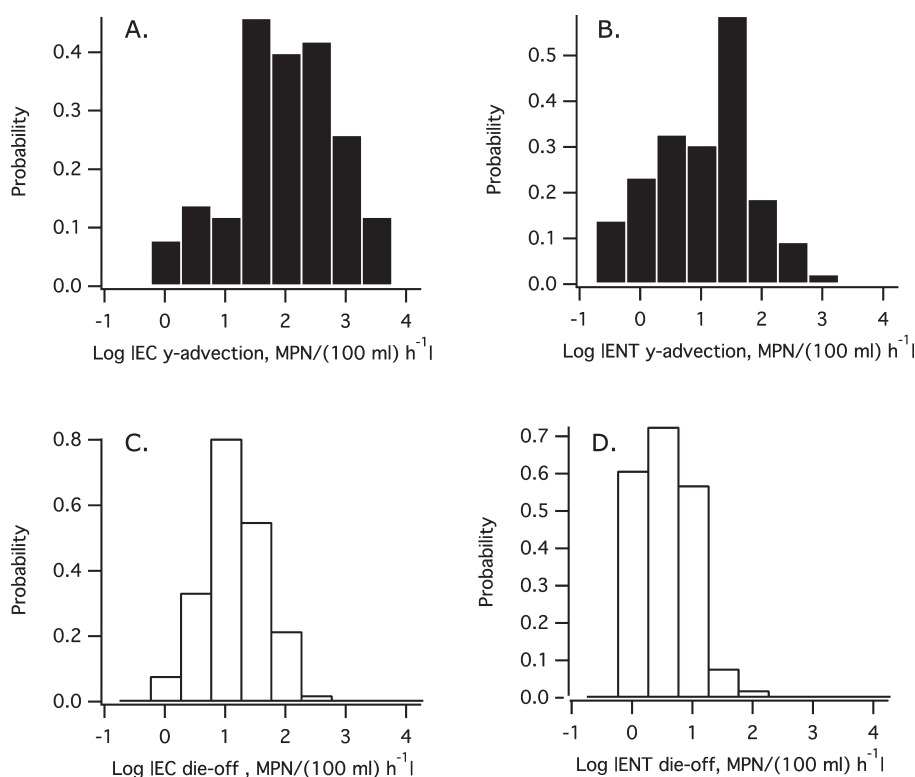 A.
0.4
0.3
0.2
0.1
0.0
Probability
-1 0 1 2 3 4
Log |EC y-advection, MPN/(100 ml) h⁻¹|
B.
0.5
0.4
0.3
0.2
0.1
0.0
Probability
-1 0 1 2 3 4
Log |ENT y-advection, MPN/(100 ml) h⁻¹|
C.
0.8
0.6
0.4
0.2
0.0
Probability
-1 0 1 2 3 4
Log |EC die-off , MPN/(100 ml) h⁻¹|
D.
0.7
0.6
0.5
0.4
0.3
0.2
0.1
0.0
Probability
-1 0 1 2 3 4
Log |ENT die-off, MPN/(100 ml) h⁻¹|